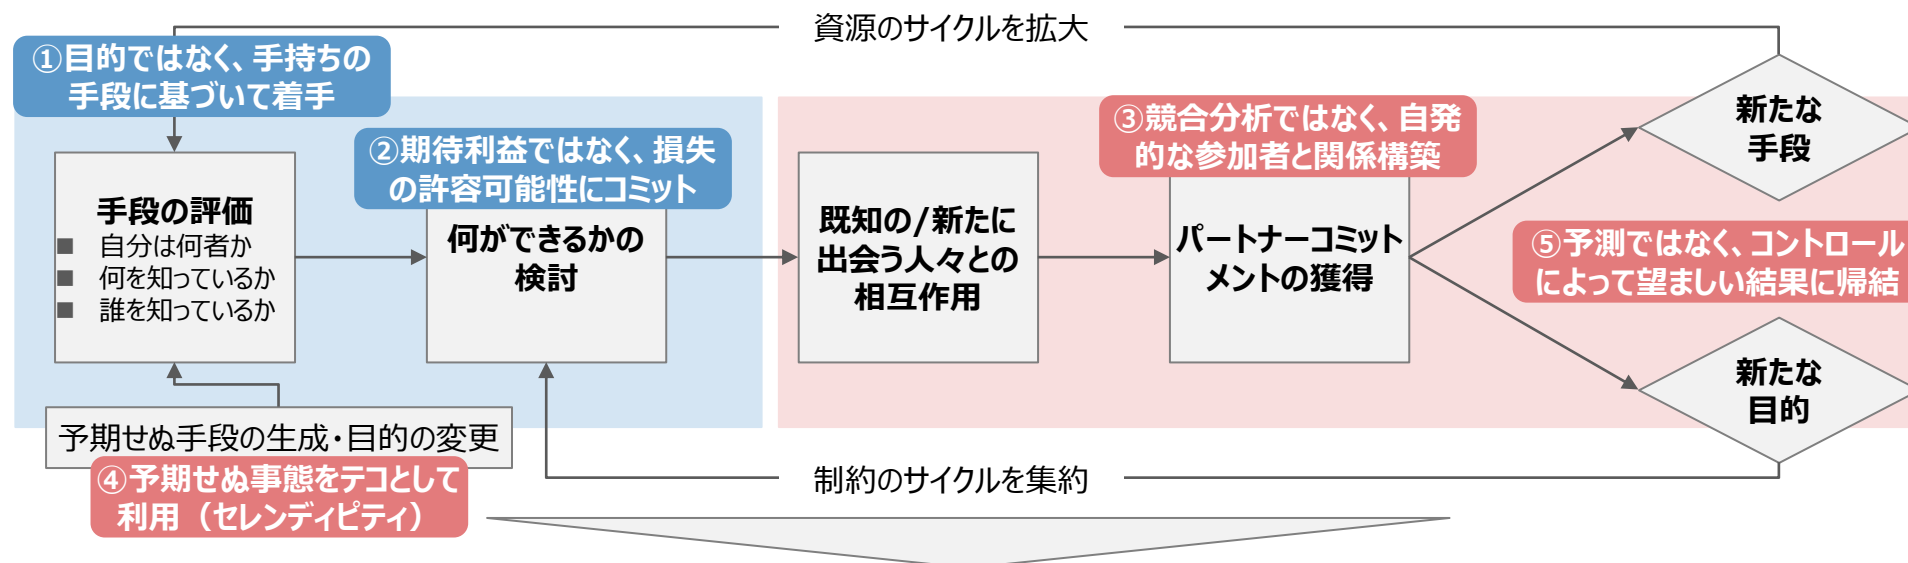 資源のサイクルを拡大
①目的ではなく、手持ちの
手段に基づいて着手
②期待利益ではなく、損失
の許容可能性にコミット
③競合分析ではなく、自発
的な参加者と関係構築
新たな
手段
手段の評価
■ 自分は何者か
■ 何を知っているか
■ 誰を知っているか
何ができるかの
検討
既知の/新たに
出会う人々との
相互作用
パートナーコミット
メントの獲得
⑤予測ではなく、コントロール
によって望ましい結果に帰結
新たな
目的
予期せぬ手段の生成・目的の変更
④予期せぬ事態をテコとして
利用（セレンディピティ）
制約のサイクルを集約